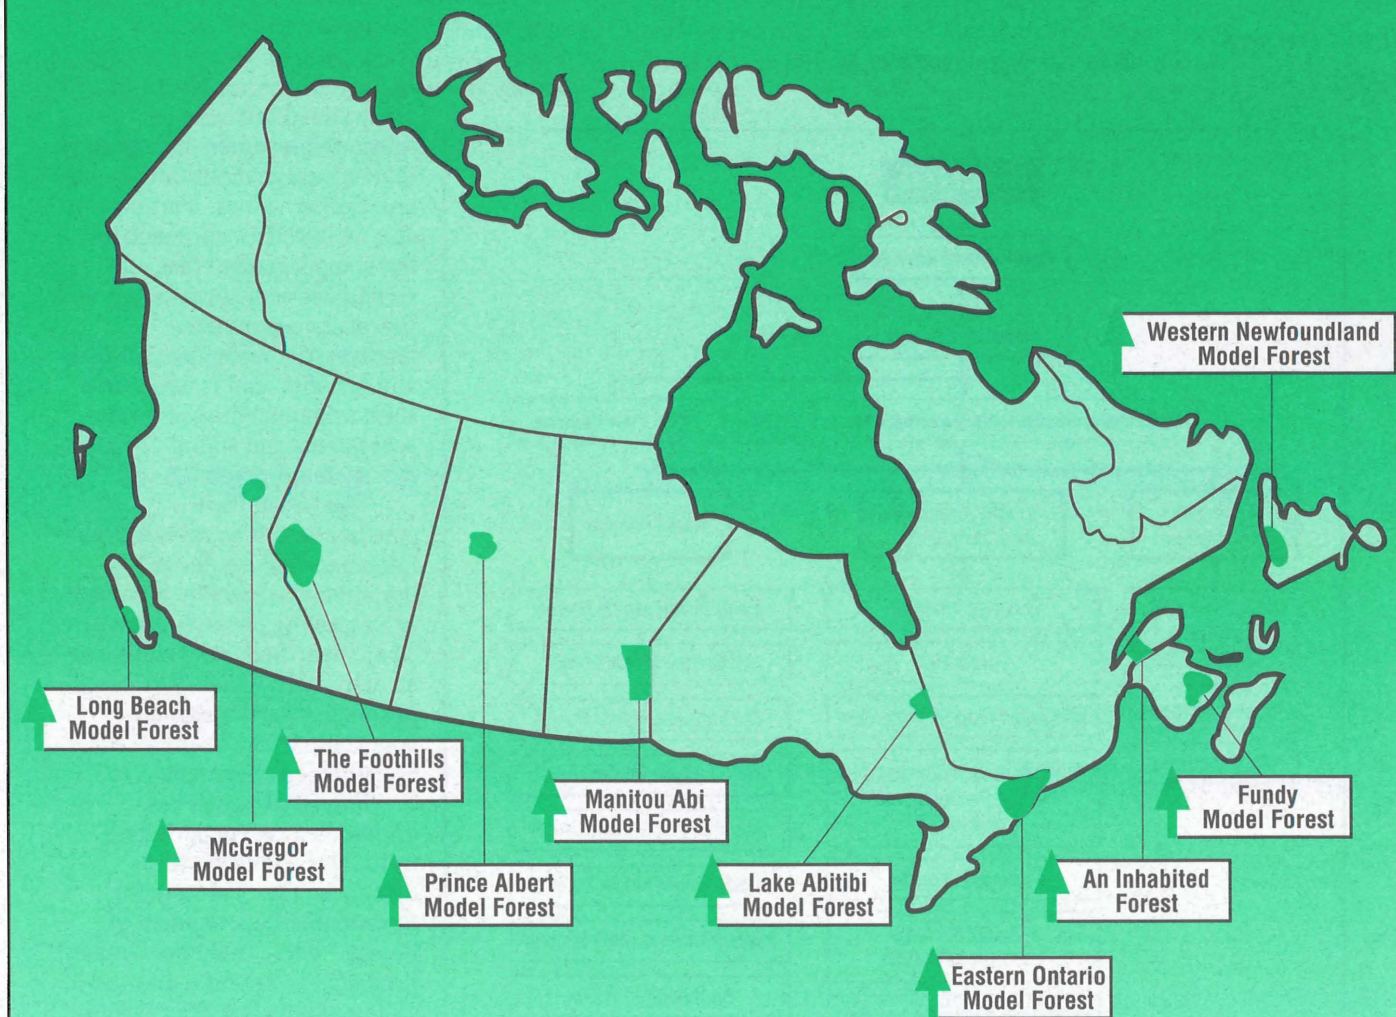 Western Newfoundland
Model Forest
Long Beach
Model Forest
The Foothills
Model Forest
Manitou Abi
Model Forest
Fundy
Model Forest
McGregor
Model Forest
Prince Albert
Model Forest
Lake Abitibi
Model Forest
An Inhabited
Forest
Eastern Ontario
Model Forest